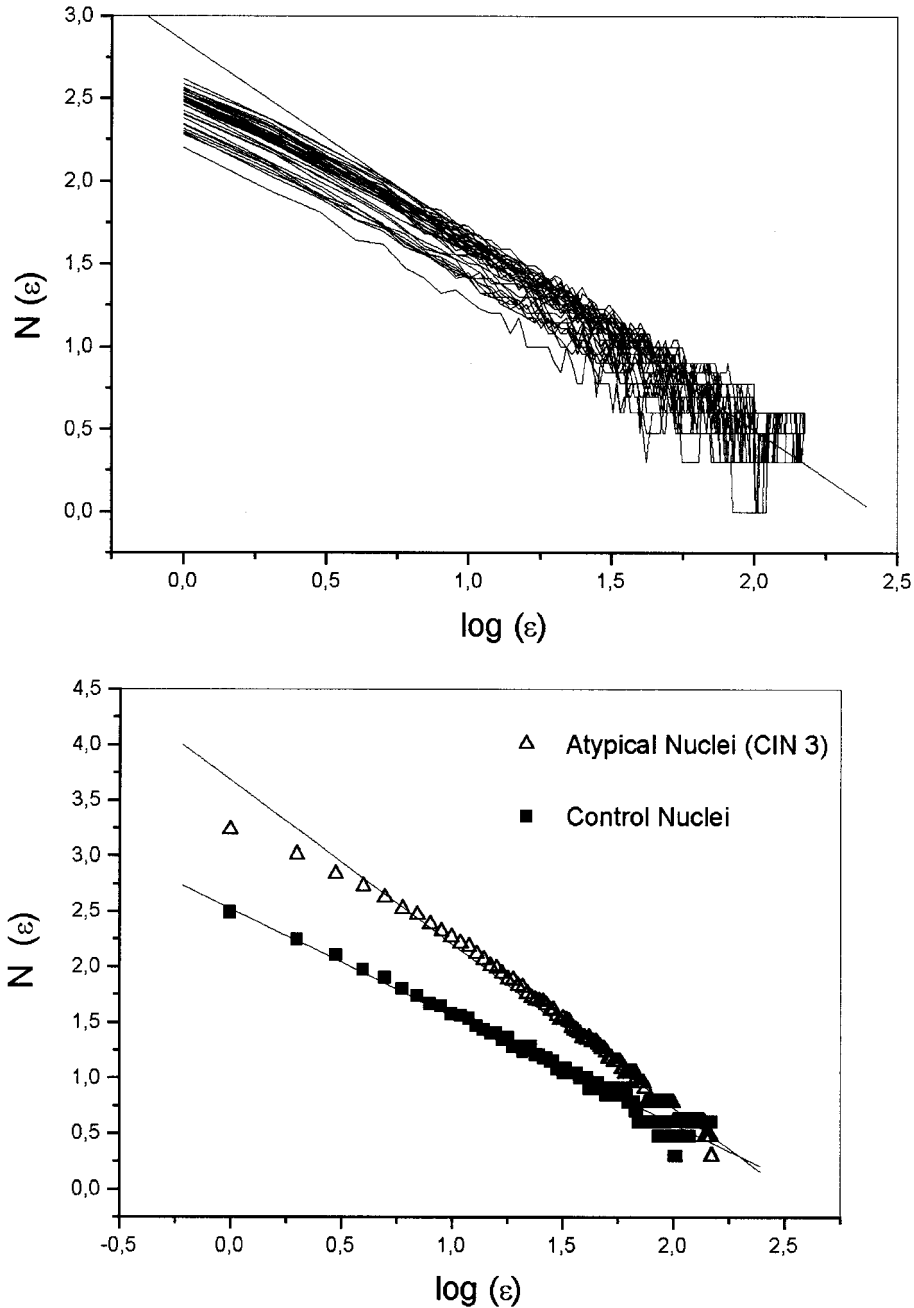 3,0
2,5
2,0
1,5
1,0
0,5
0,0
N (ε)
0,0 0,5 1,0 1,5 2,0 2,5
log (ε)
4,5
4,0
3,5
3,0
2,5
2,0
1,5
1,0
0,5
0,0
N (ε)
Atypical Nuclei (CIN 3)
Control Nuclei
-0,5 0,0 0,5 1,0 1,5 2,0 2,5
log (ε)